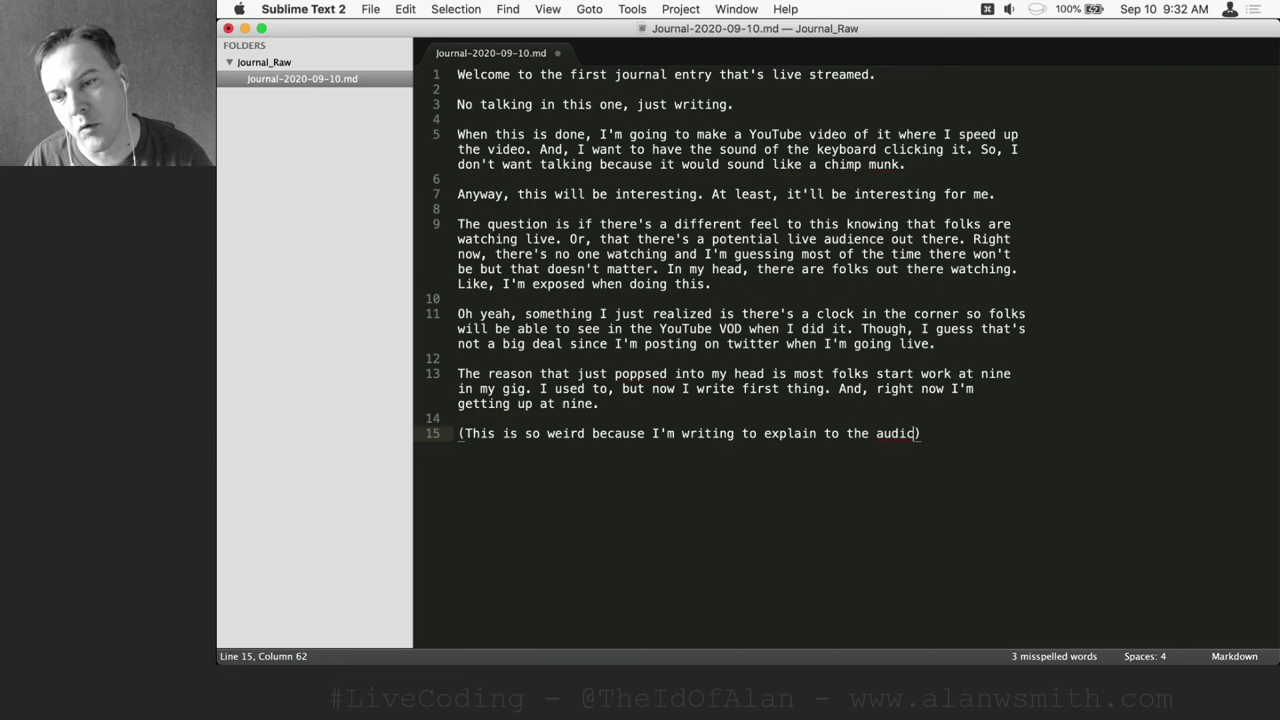 Sublime Text 2 File Edit Selection Find View Goto Tools Project Window Help 100% Sep 10 9:32 AM
Journal-2020-09-10.md — Journal_Raw
FOLDERS
Journal_Raw
Journal-2020-09-10.md
Journal-2020-09-10.md
1 Welcome to the first journal entry that's live streamed.
2
3 No talking in this one, just writing.
4
5 When this is done, I'm going to make a YouTube video of it where I speed up
the video. And, I want to have the sound of the keyboard clicking it. So, I
don't want talking because it would sound like a chimp munk.
6
7 Anyway, this will be interesting. At least, it'll be interesting for me.
8
9 The question is if there's a different feel to this knowing that folks are
watching live. Or, that there's a potential live audience out there. Right
now, there's no one watching and I'm guessing most of the time there won't
be but that doesn't matter. In my head, there are folks out there watching.
Like, I'm exposed when doing this.
10
11 Oh yeah, something I just realized is there's a clock in the corner so folks
will be able to see in the YouTube VOD when I did it. Though, I guess that's
not a big deal since I'm posting on twitter when I'm going live.
12
13 The reason that just poppsed into my head is most folks start work at nine
in my gig. I used to, but now I write first thing. And, right now I'm
getting up at nine.
14
15 (This is so weird because I'm writing to explain to the audic)
Line 15, Column 62 3 misspelled words Spaces: 4 Markdown
#LiveCoding - @TheIdOfAlan - www.alanwsmith.com